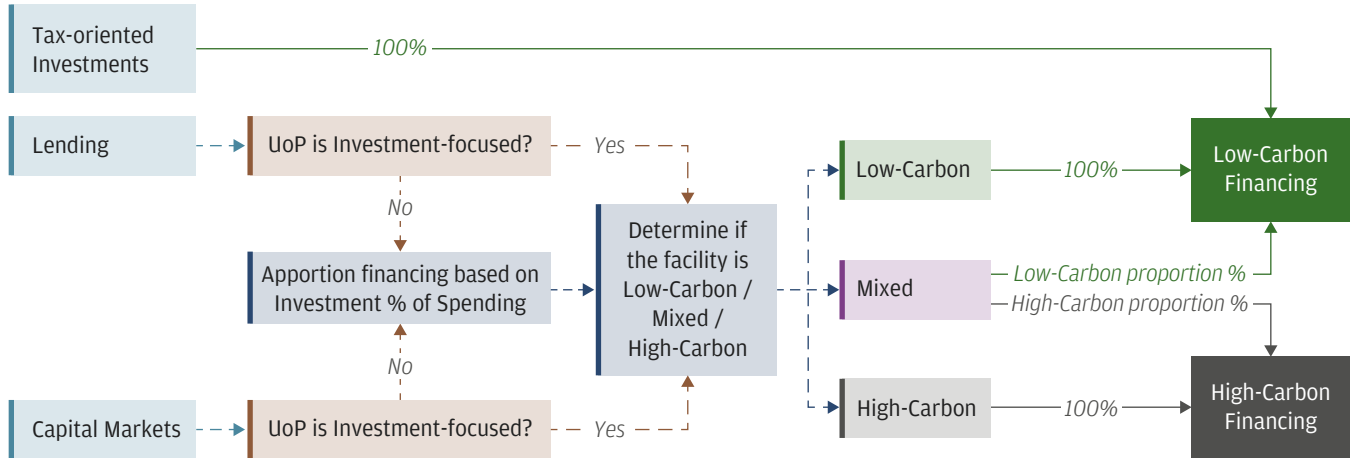 Tax-oriented
Investments
100%
Lending
UoP is Investment-focused?
Yes
No
Apportion financing based on
Investment % of Spending
No
Capital Markets
UoP is Investment-focused?
Yes
Determine if
the facility is
Low-Carbon /
Mixed /
High-Carbon
Low-Carbon
100%
Mixed
Low-Carbon proportion %
High-Carbon proportion %
High-Carbon
100%
Low-Carbon
Financing
High-Carbon
Financing